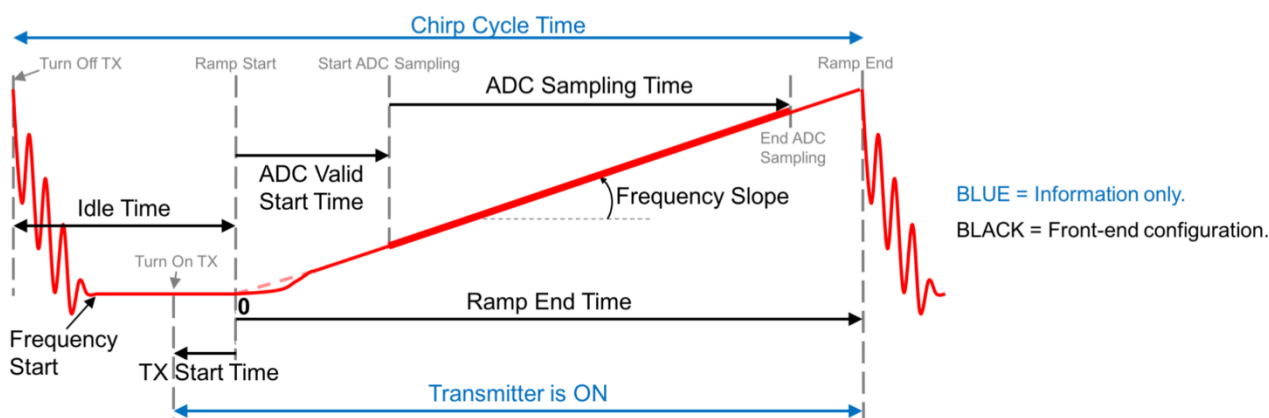 Chirp Cycle Time
Turn Off TX
Ramp Start
Start ADC Sampling
Ramp End
ADC Sampling Time
End ADC
Sampling
ADC Valid
Start Time
Frequency Slope
Idle Time
BLUE = Information only.
BLACK = Front-end configuration.
Turn On TX
0
Ramp End Time
Frequency
Start
TX Start Time
Transmitter is ON